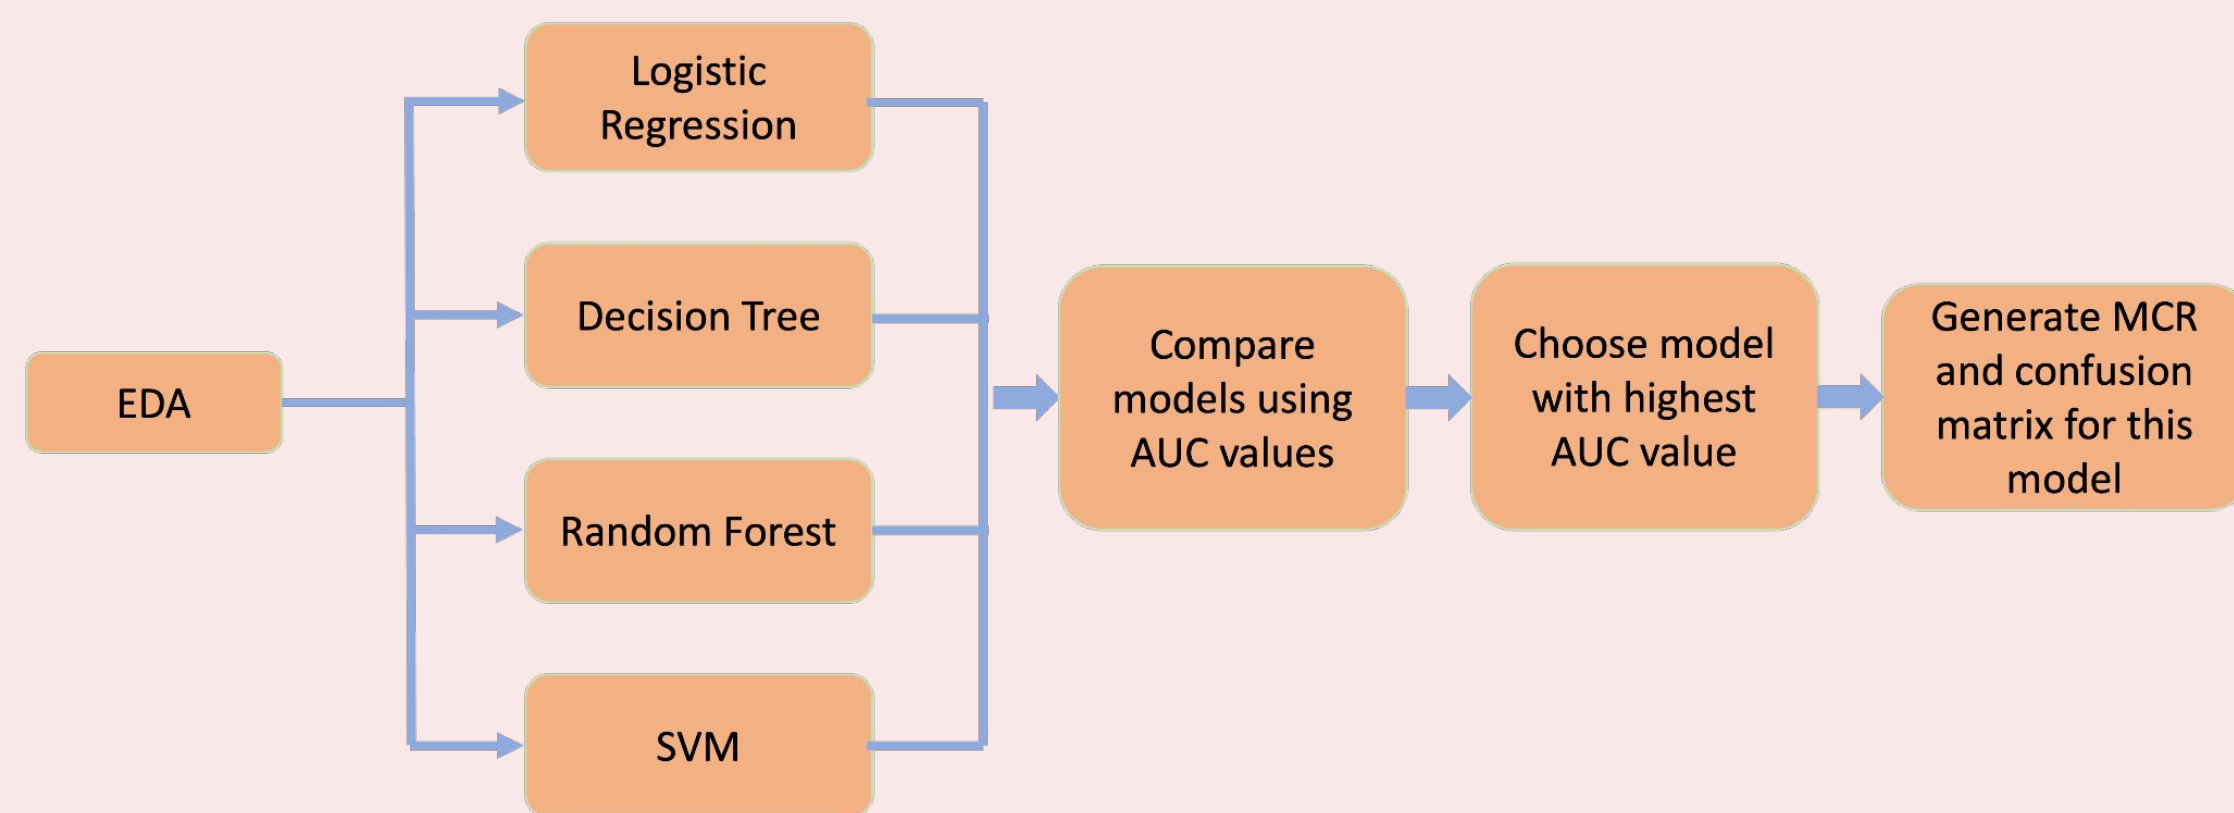 EDA
Logistic
Regression
Decision Tree
Random Forest
SVM
Compare
models using
AUC values
Choose model
with highest
AUC value
Generate MCR
and confusion
matrix for this
model